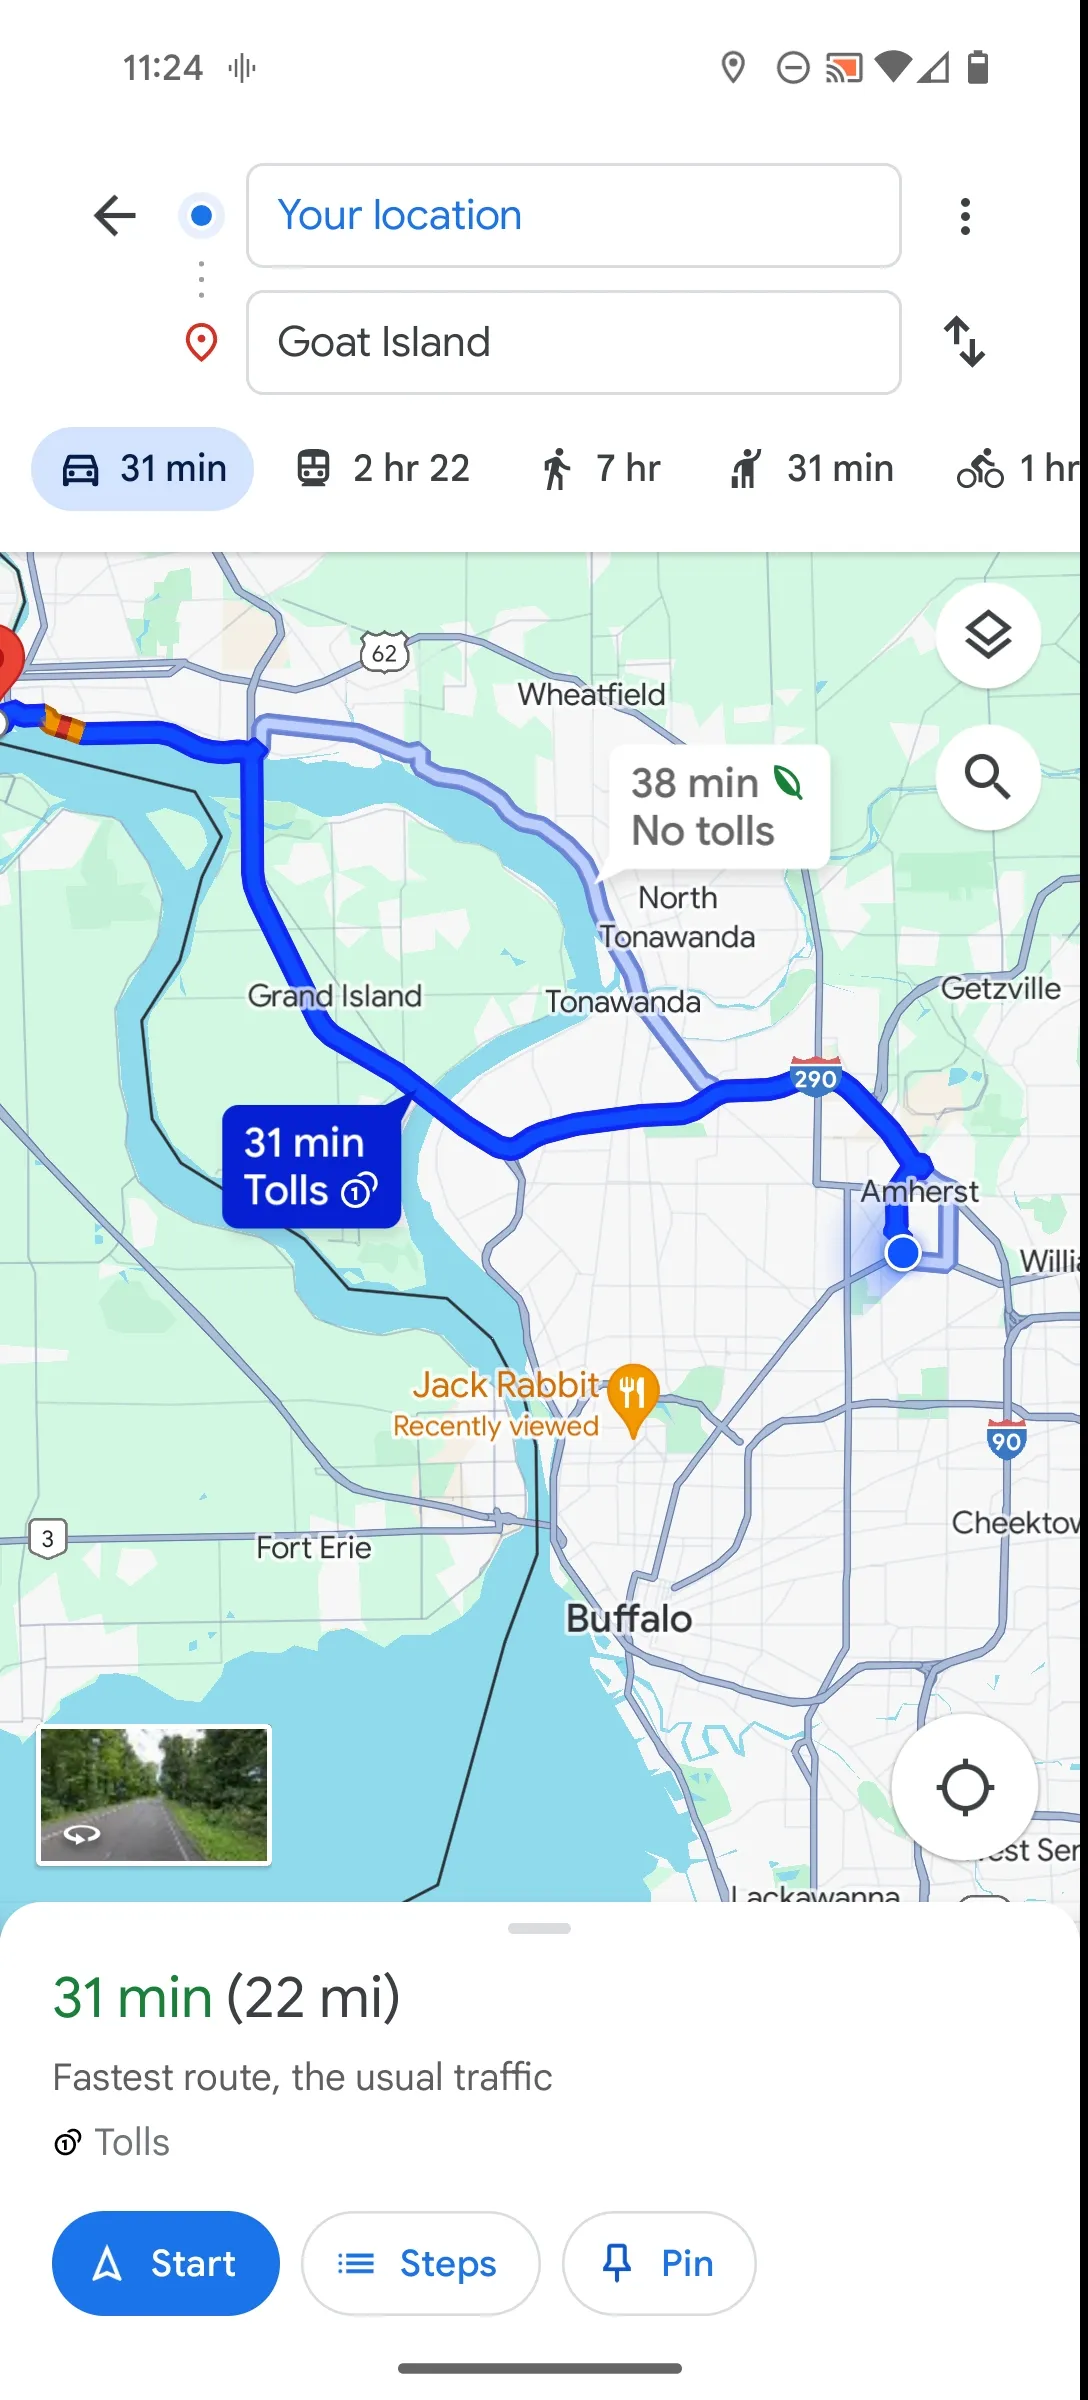 11:24
Your location
Goat Island
31 min
2 hr 22
7 hr
31 min
1 hr
62
Wheatfield
38 min
No tolls
North
Tonawanda
Getzville
Grand Island
Tonawanda
290
31 min
Tolls
Amherst
Willia
Jack Rabbit
Recently viewed
90
3
Cheektow
Fort Erie
Buffalo
est Sen
Lackawanna
31 min (22 mi)
Fastest route, the usual traffic
Tolls
Start
Steps
Pin